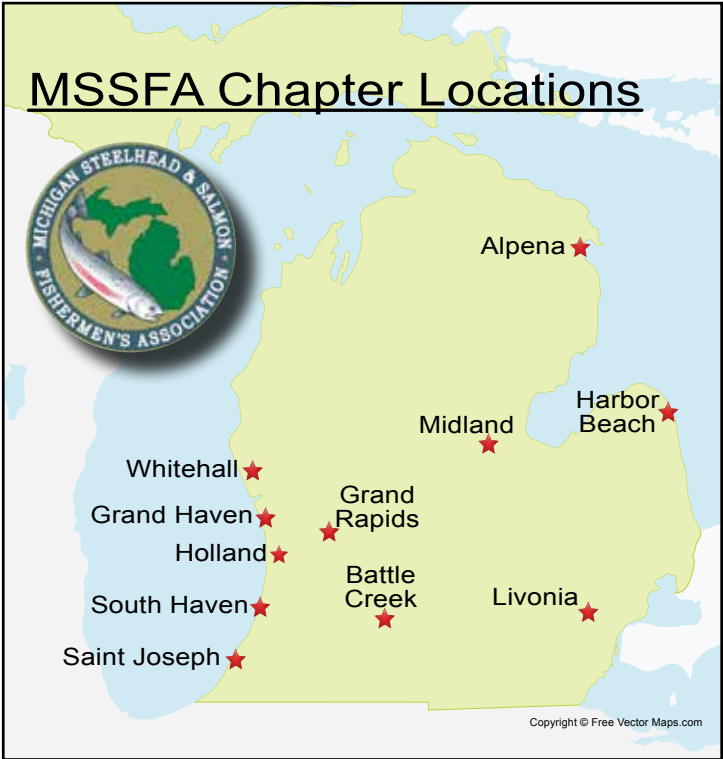 MSSFA Chapter Locations
MICHIGAN STEELHEAD & SALMON
• FISHERMEN'S ASSOCIATION •
Alpena
Harbor
Beach
Midland
Whitehall
Grand
Rapids
Grand Haven
Holland
Battle
Creek
South Haven
Livonia
Saint Joseph
Copyright © Free Vector Maps.com